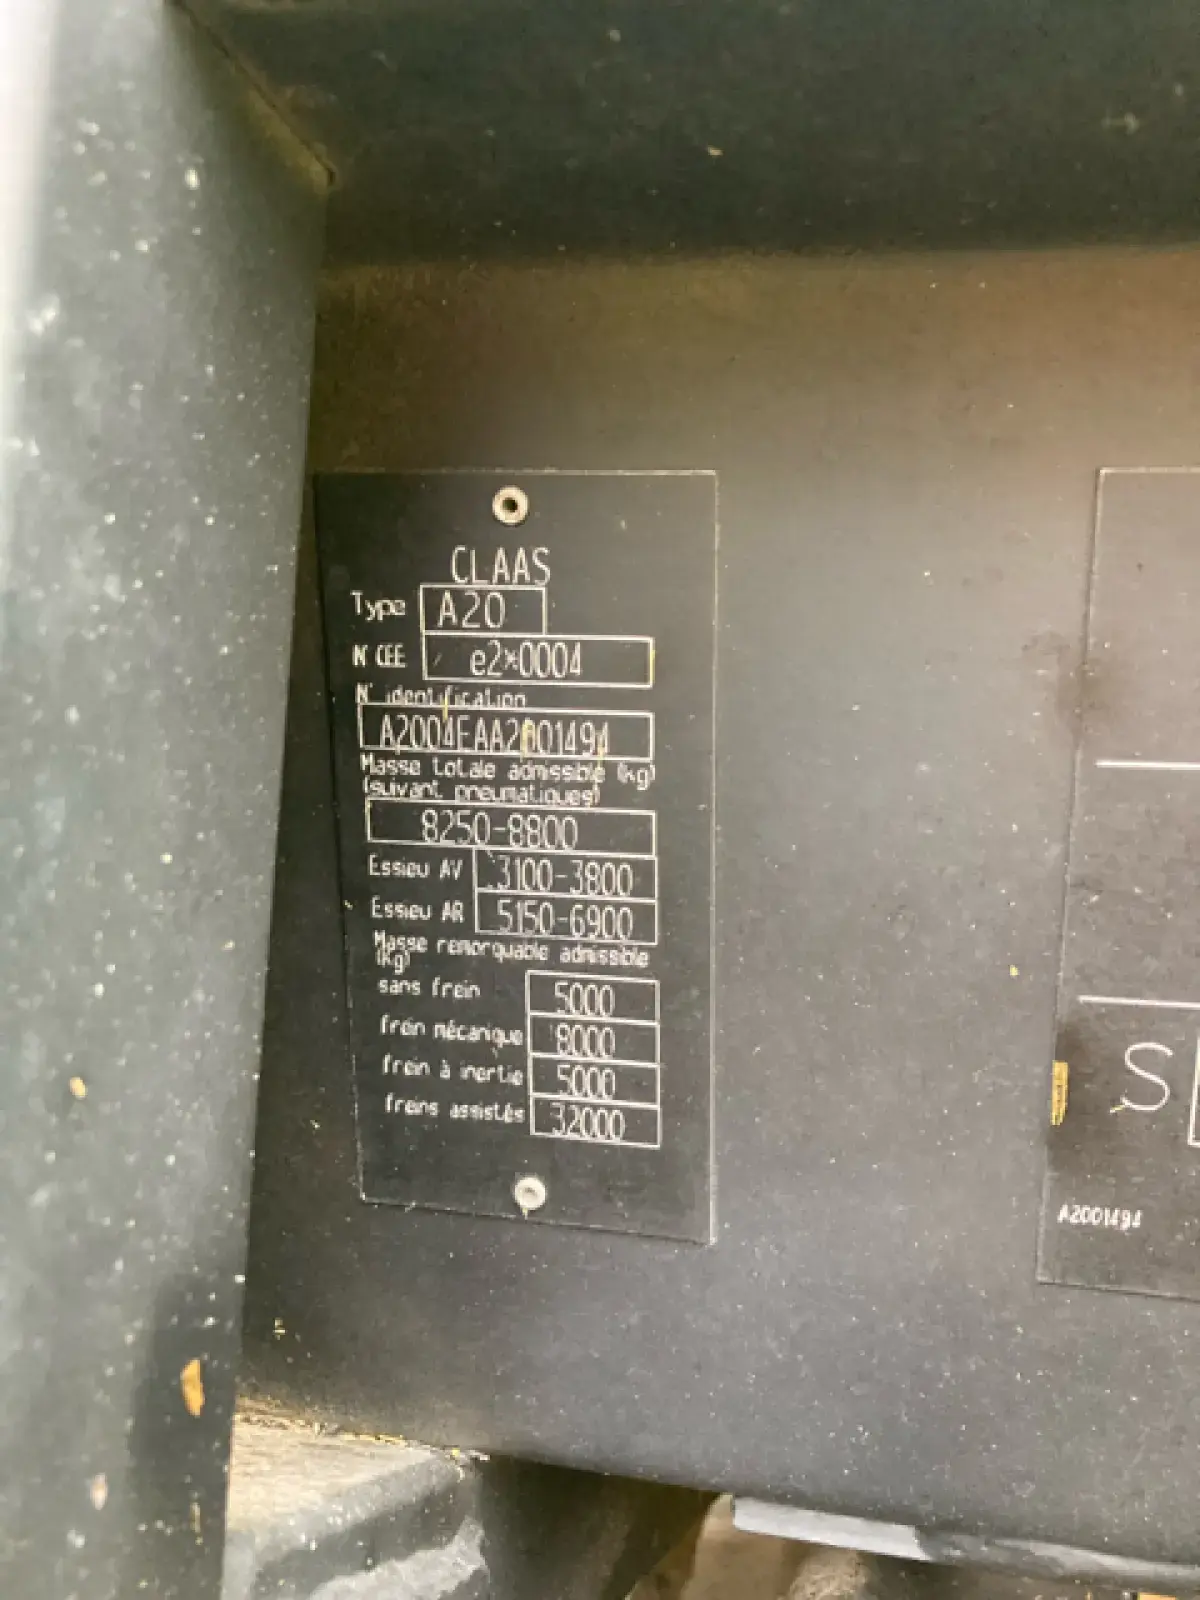 CLAAS
Type A20
N° CEE e2*0004
N° identification
A2004EAA2001494
Masse totale admissible (kg)
(suivant pneumatiques)
8250-8800
Essieu AV 3100-3800
Essieu AR 5150-6900
Masse remorquable admissible
(kg)
sans frein 5000
frein mécanique 8000
frein à inertie 5000
freins assistés 32000
S
A2001494